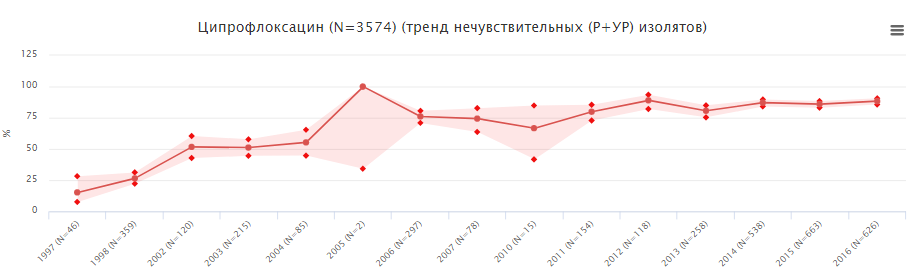 Ципрофлоксацин (N=3574) (тренд нечувствительных (Р+УР) изолятов)
125
100
75
50
25
0
%
1997 (N=46)
1998 (N=359)
2002 (N=120)
2003 (N=215)
2004 (N=85)
2005 (N=2)
2006 (N=297)
2007 (N=78)
2010 (N=15)
2011 (N=154)
2012 (N=118)
2013 (N=258)
2014 (N=538)
2015 (N=663)
2016 (N=626)